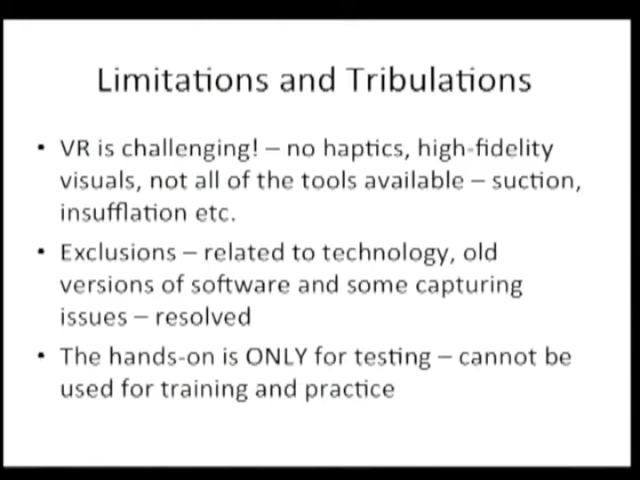 Limitations and Tribulations
• VR is challenging! – no haptics, high-fidelity
visuals, not all of the tools available – suction,
insufflation etc.
• Exclusions – related to technology, old
versions of software and some capturing
issues – resolved
• The hands-on is ONLY for testing – cannot be
used for training and practice